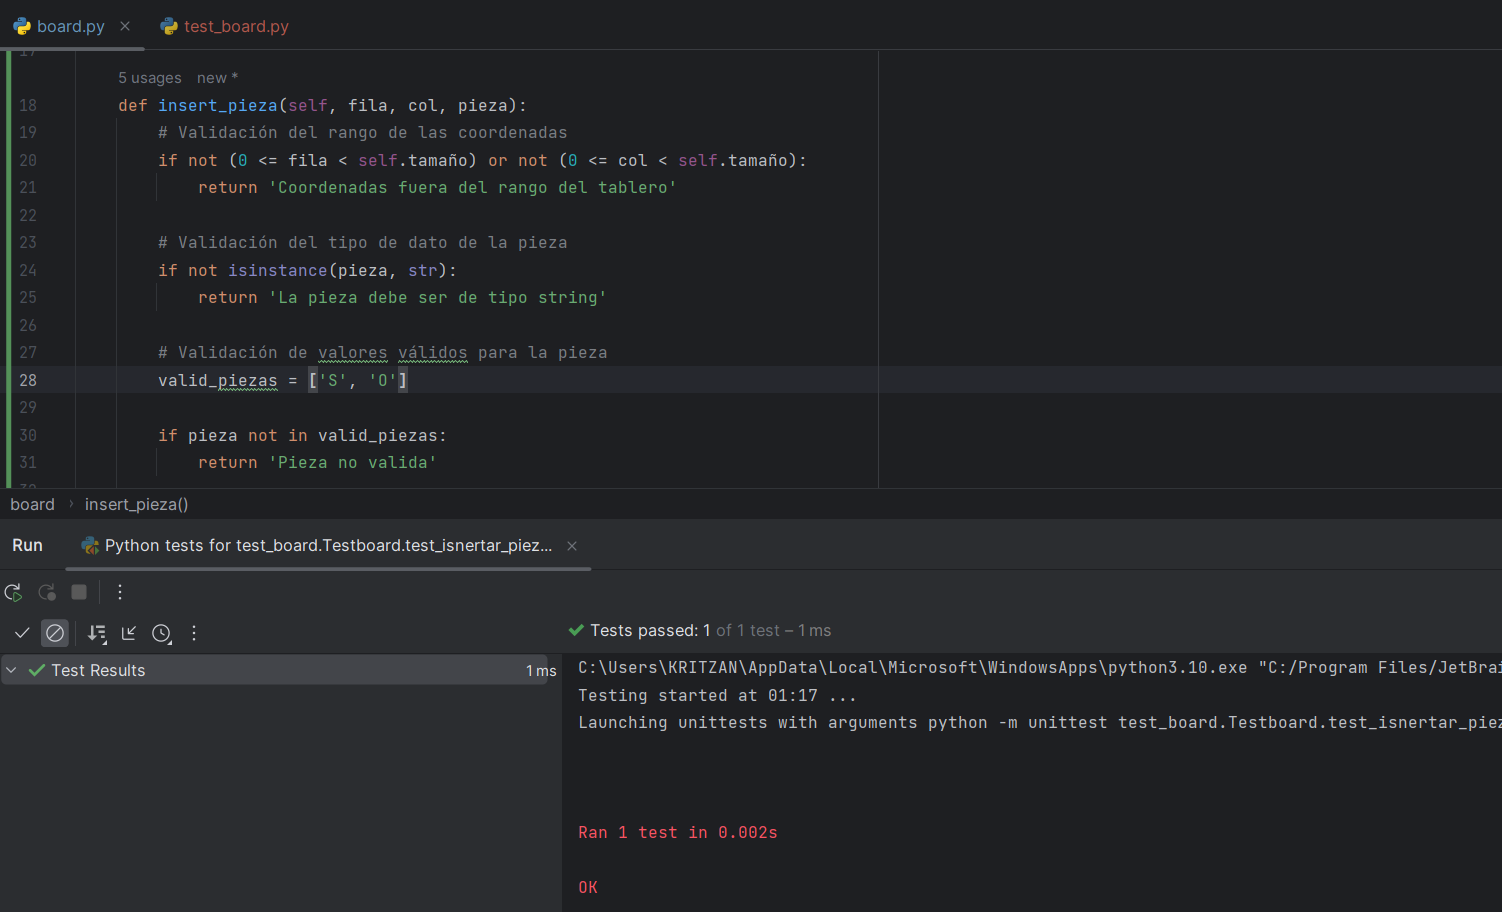 board.py
test_board.py
5 usages new *
18 def insert_pieza(self, fila, col, pieza):
19 # Validación del rango de las coordenadas
20 if not (0 <= fila < self.tamaño) or not (0 <= col < self.tamaño):
21 return 'Coordenadas fuera del rango del tablero'
22
23 # Validación del tipo de dato de la pieza
24 if not isinstance(pieza, str):
25 return 'La pieza debe ser de tipo string'
26
27 # Validación de valores válidos para la pieza
28 valid_piezas = ['S', 'O']
29
30 if pieza not in valid_piezas:
31 return 'Pieza no valida'
board › insert_pieza()
Run Python tests for test_board.Testboard.test_isnertar_piez...
Tests passed: 1 of 1 test – 1 ms
Test Results 1 ms
C:\Users\KRITZAN\AppData\Local\Microsoft\WindowsApps\python3.10.exe "C:/Program Files/JetBrai
Testing started at 01:17 ...
Launching unittests with arguments python -m unittest test_board.Testboard.test_isnertar_piez
Ran 1 test in 0.002s
OK